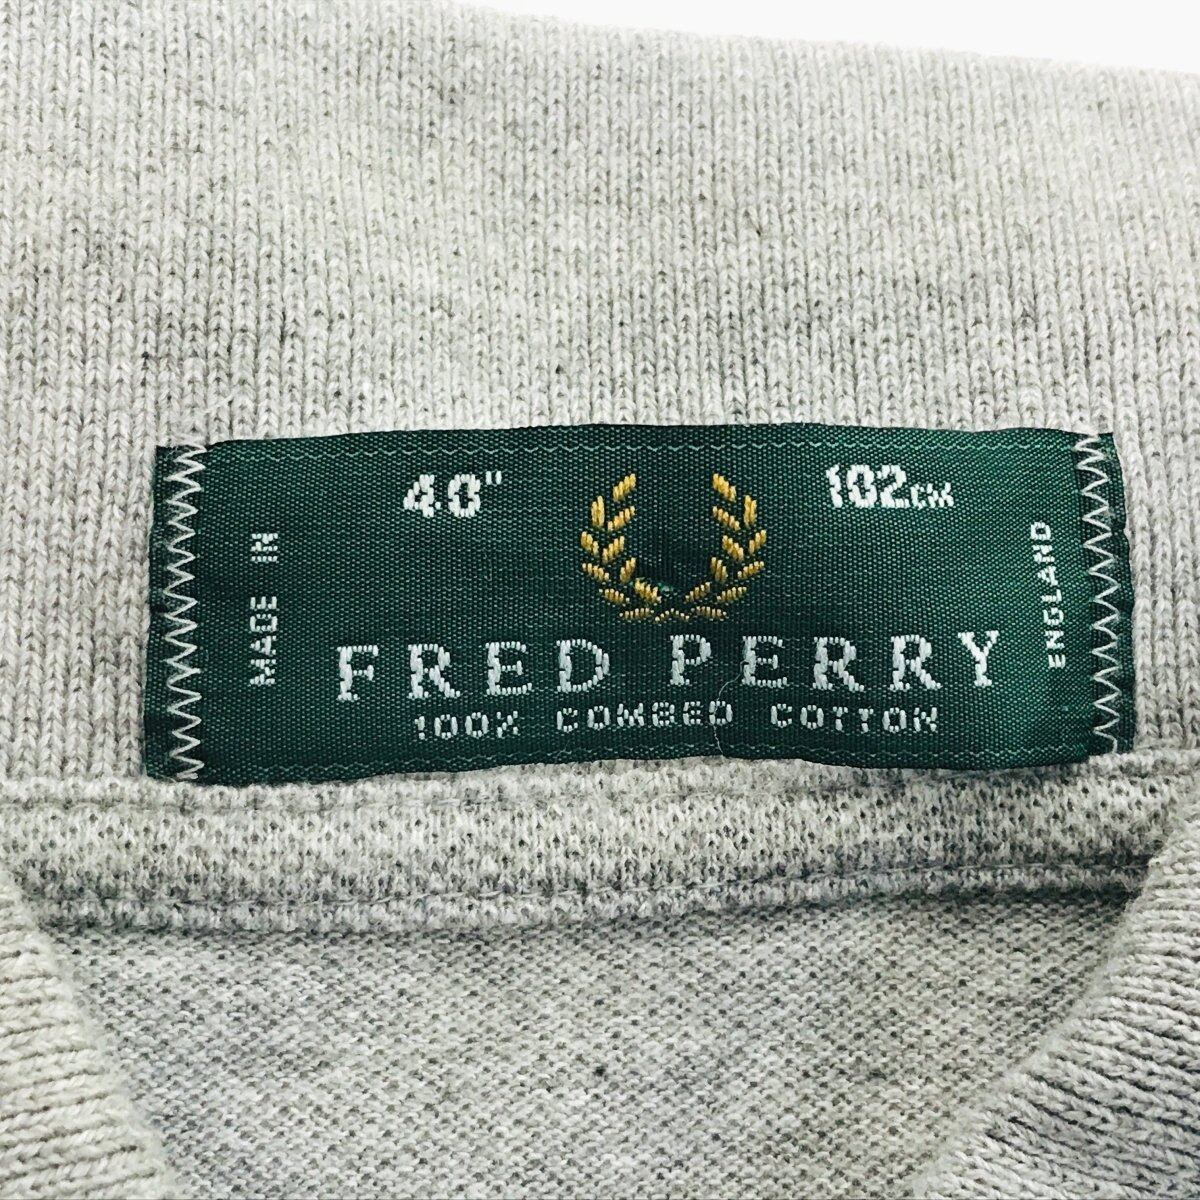 40" 102CM
MADE IN
ENGLAND
FRED PERRY
100% COMBED COTTON